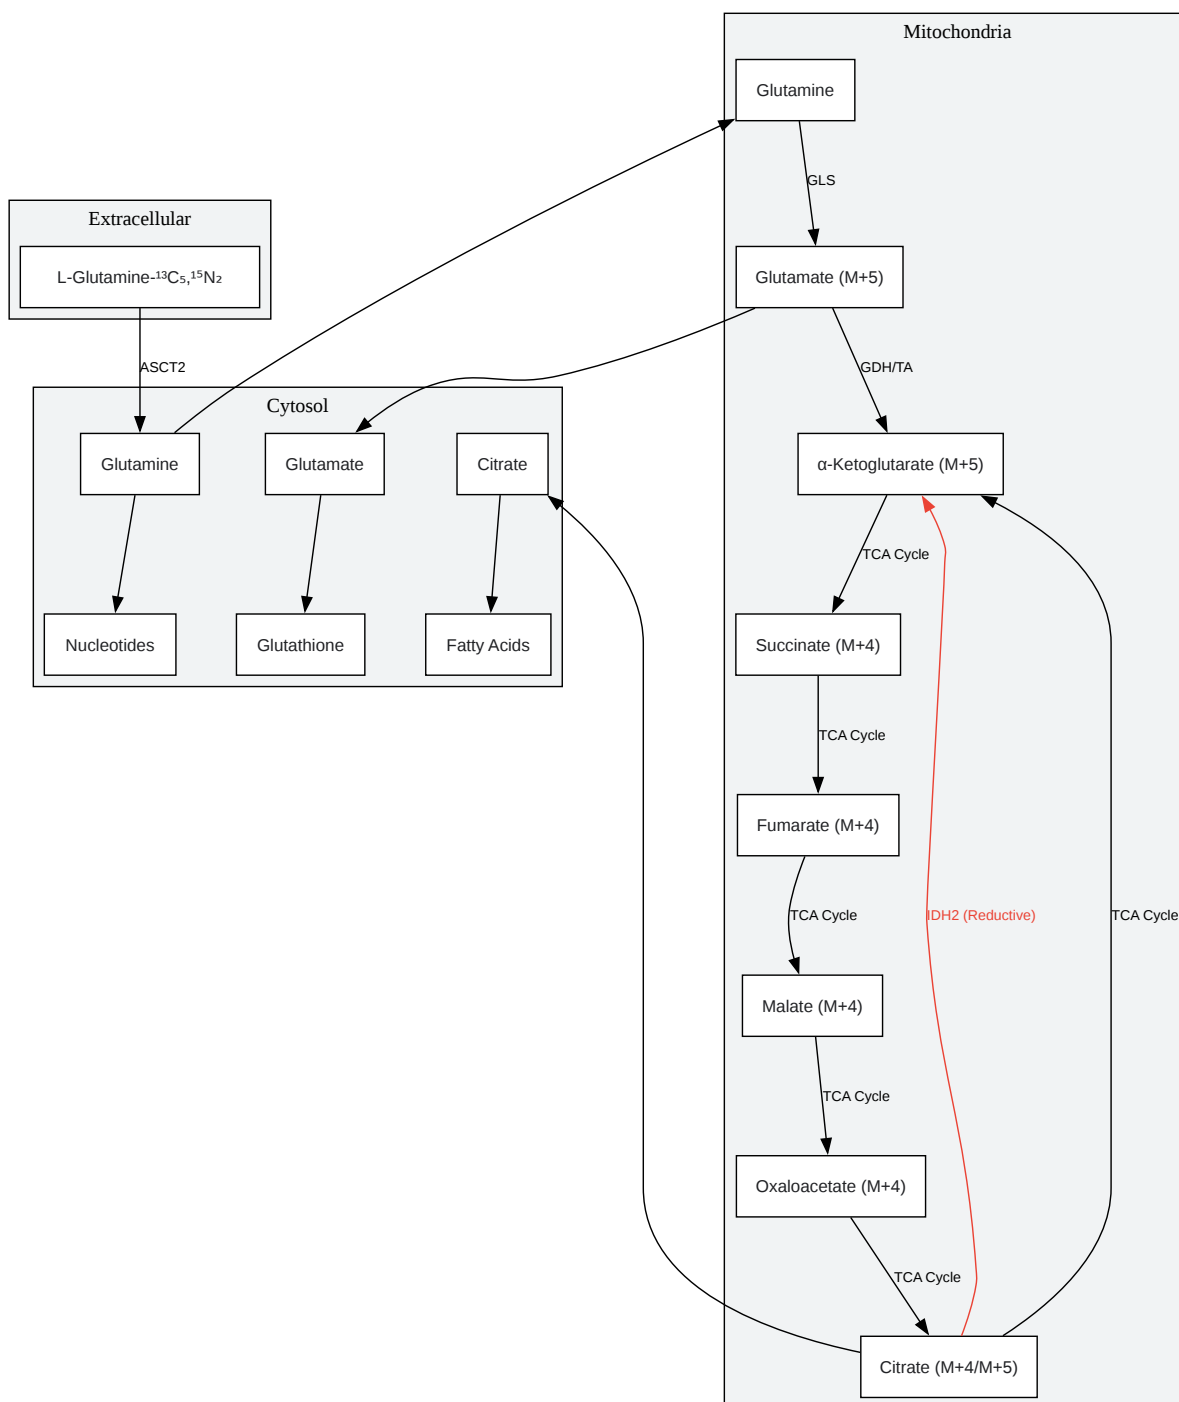 Mitochondria
Glutamine
GLS
Extracellular
L-Glutamine-¹³C₅,¹⁵N₂
Glutamate (M+5)
ASCT2
GDH/TA
Cytosol
Glutamine
Glutamate
Citrate
α-Ketoglutarate (M+5)
TCA Cycle
Nucleotides
Glutathione
Fatty Acids
Succinate (M+4)
TCA Cycle
Fumarate (M+4)
TCA Cycle
IDH2 (Reductive)
TCA Cycle
Malate (M+4)
TCA Cycle
Oxaloacetate (M+4)
TCA Cycle
Citrate (M+4/M+5)